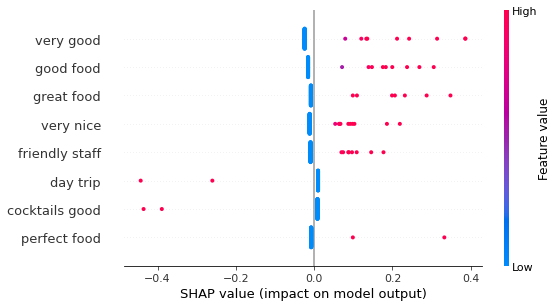 High
very good
good food
great food
very nice
friendly staff
day trip
cocktails good
perfect food
Feature value
Low
−0.4 −0.2 0.0 0.2 0.4
SHAP value (impact on model output)